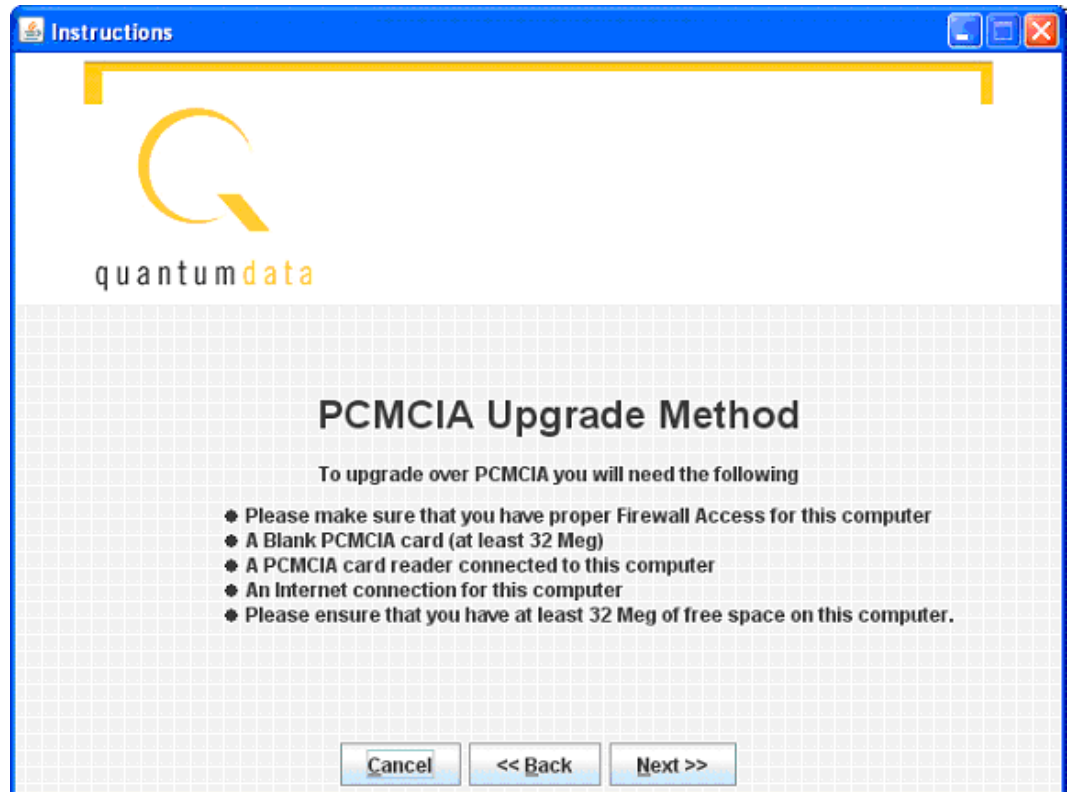 Instructions
quantumdata
PCMCIA Upgrade Method
To upgrade over PCMCIA you will need the following
Please make sure that you have proper Firewall Access for this computer
A Blank PCMCIA card (at least 32 Meg)
A PCMCIA card reader connected to this computer
An Internet connection for this computer
Please ensure that you have at least 32 Meg of free space on this computer.
Cancel << Back Next >>